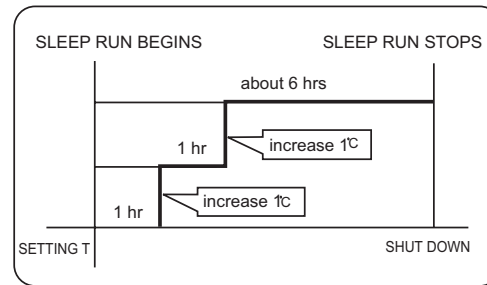 SLEEP RUN BEGINS SLEEP RUN STOPS
about 6 hrs
1 hr
increase 1℃
1 hr
increase 1℃
SETTING T
SHUT DOWN